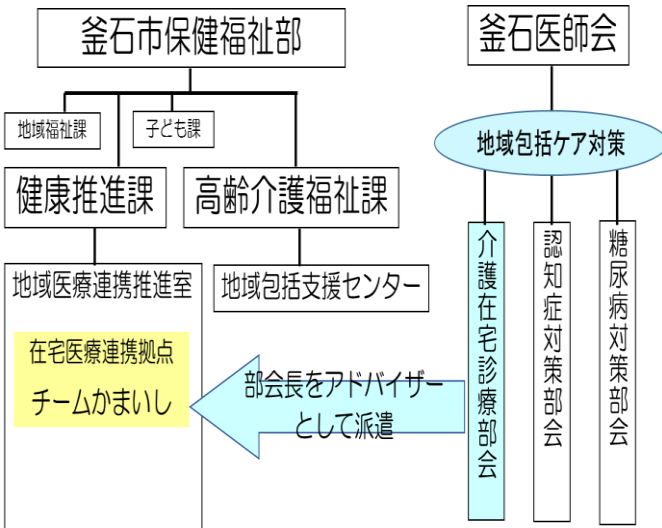 釜石市保健福祉部
釜石医師会
地域福祉課
子ども課
地域包括ケア対策
健康推進課
高齢介護福祉課
地域医療連携推進室
地域包括支援センター
在宅医療連携拠点
チームかまいし
部会長をアドバイザー
として派遣
介護在宅診療部会
認知症対策部会
糖尿病対策部会